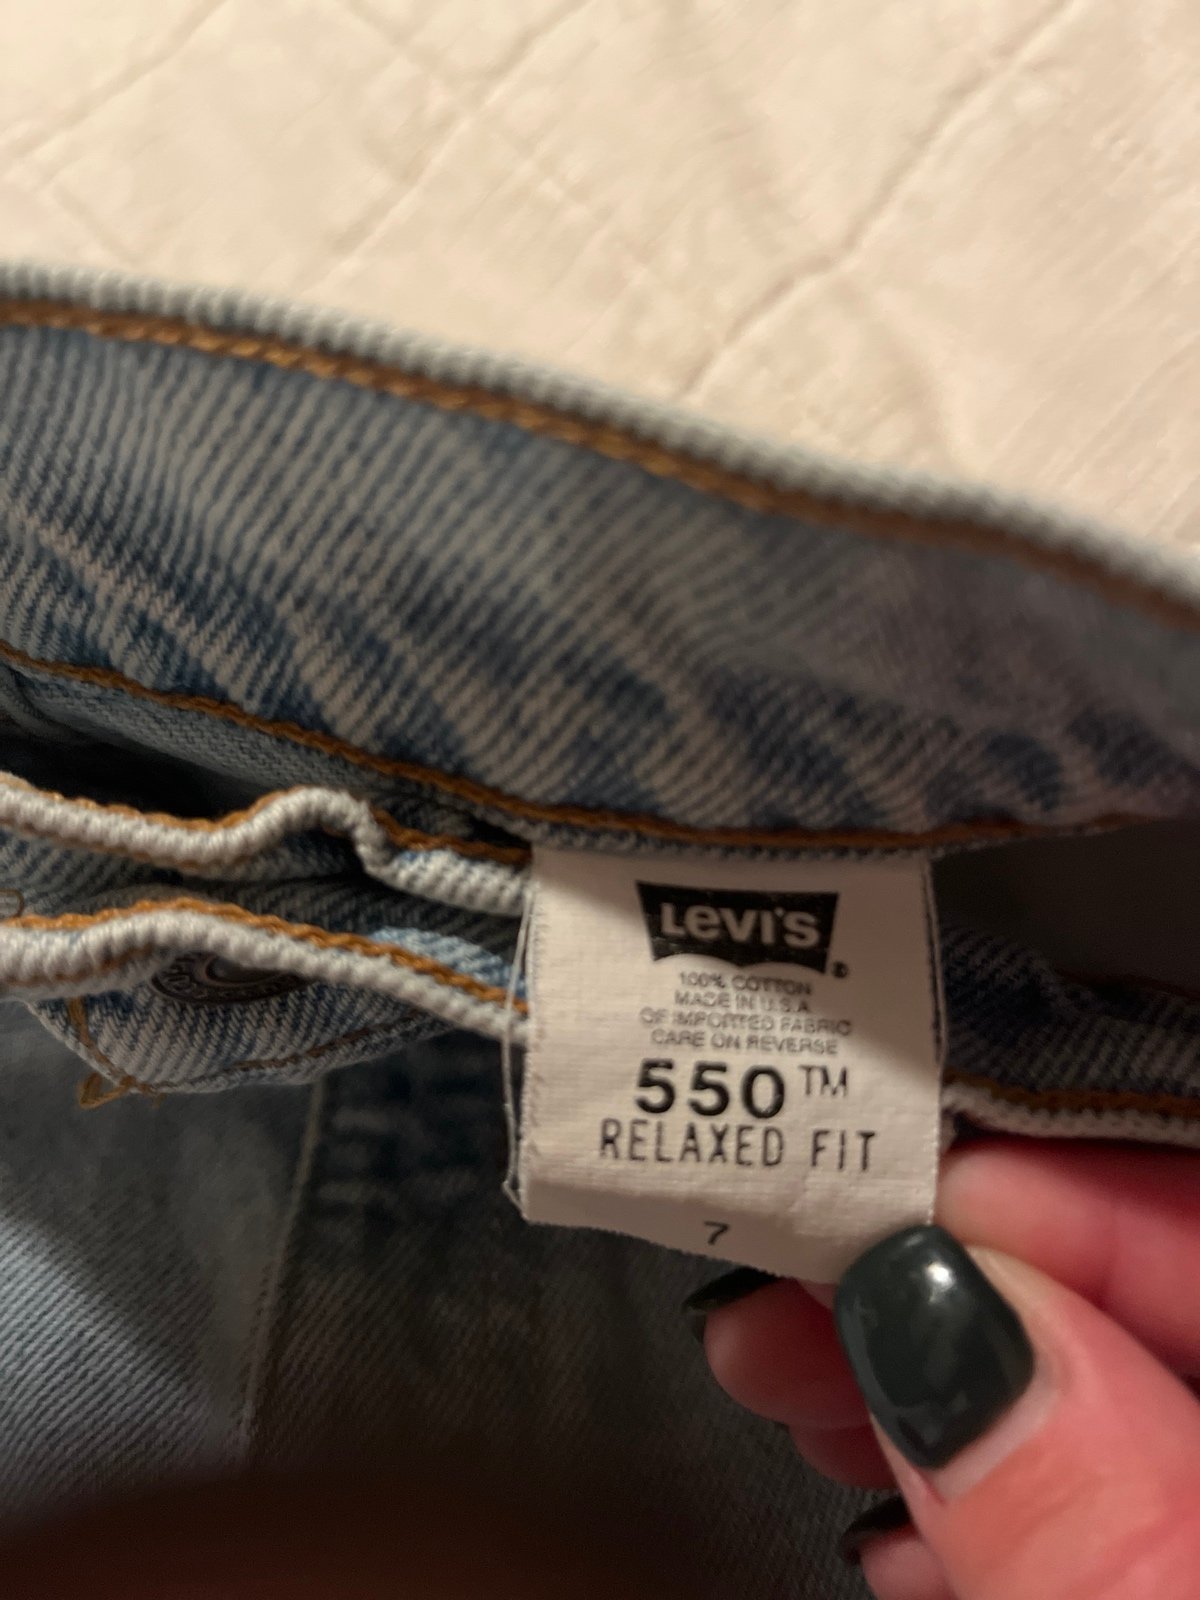 LEVI'S®
100% COTTON
MADE IN U.S.A
OF IMPORTED FABRIC
CARE ON REVERSE
550™
RELAXED FIT
7